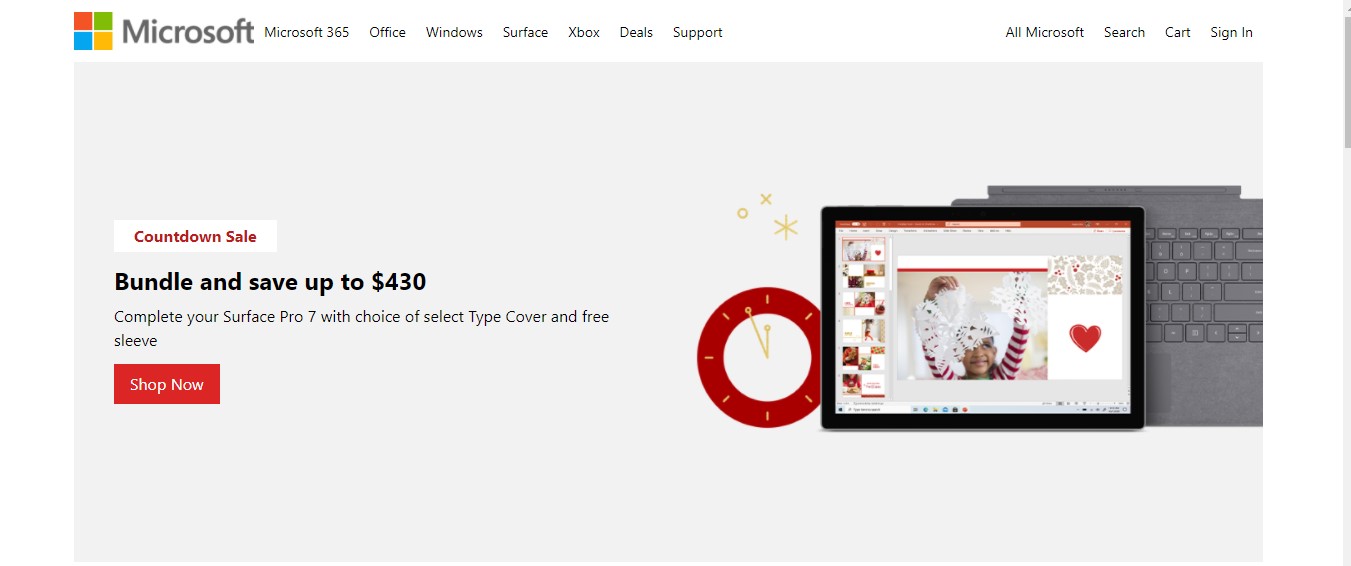 Microsoft Microsoft 365 Office Windows Surface Xbox Deals Support All Microsoft Search Cart Sign In
Countdown Sale
Bundle and save up to $430
Complete your Surface Pro 7 with choice of select Type Cover and free
sleeve
Shop Now